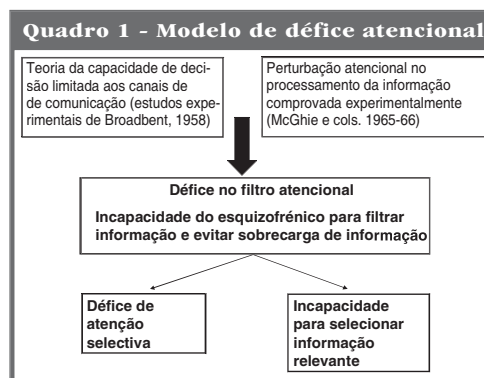 Quadro 1 - Modelo de défice atencional
Teoria da capacidade de deci-
são limitada aos canais de
de comunicação (estudos expe-
rimentais de Broadbent, 1958)
Perturbação atencional no
processamento da informação
comprovada experimentalmente
(McGhie e cols. 1965-66)
Défice no filtro atencional
Incapacidade do esquizofrénico para filtrar
informação e evitar sobrecarga de informação
Défice de
atenção
selectiva
Incapacidade
para selecionar
informação
relevante